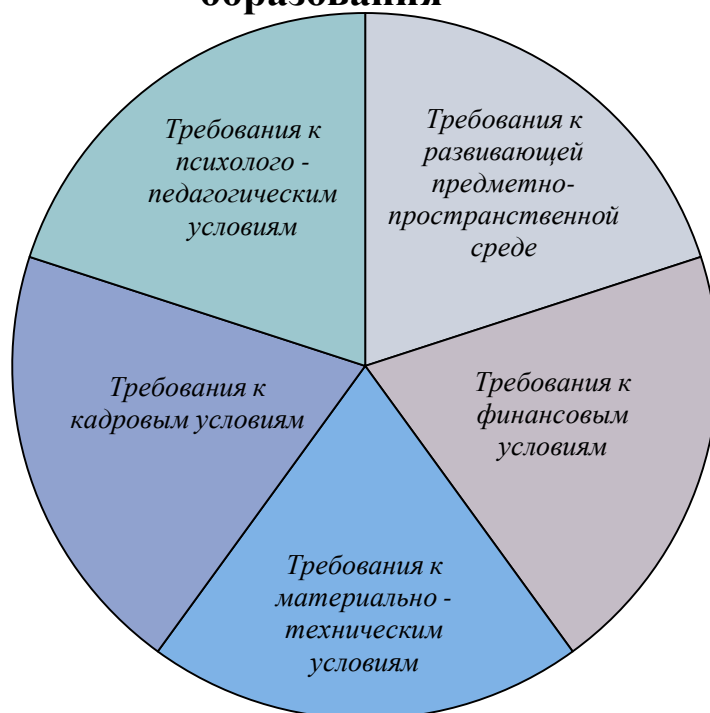 образования
Требования к
психолого -
педагогическим
условиям
Требования к
развивающей
предметно-
пространственной
среде
Требования к
кадровым условиям
Требования к
финансовым
условиям
Требования к
материально -
техническим
условиям